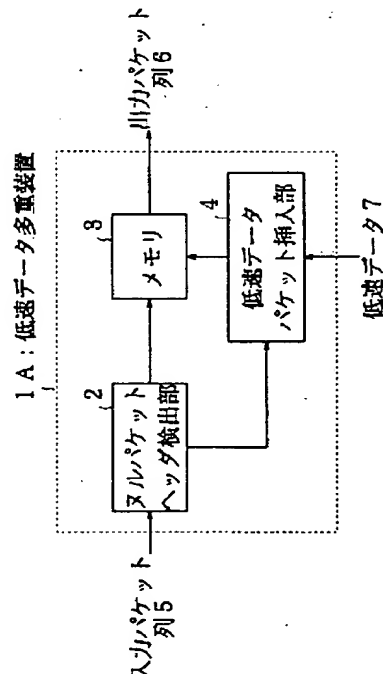 1A:低速データ多重装置
入力パケット
列5
2
ヌルパケット
ヘッダ検出部
3
メモリ
出力パケット
列6
4
低速データ
パケット挿入部
低速データ7